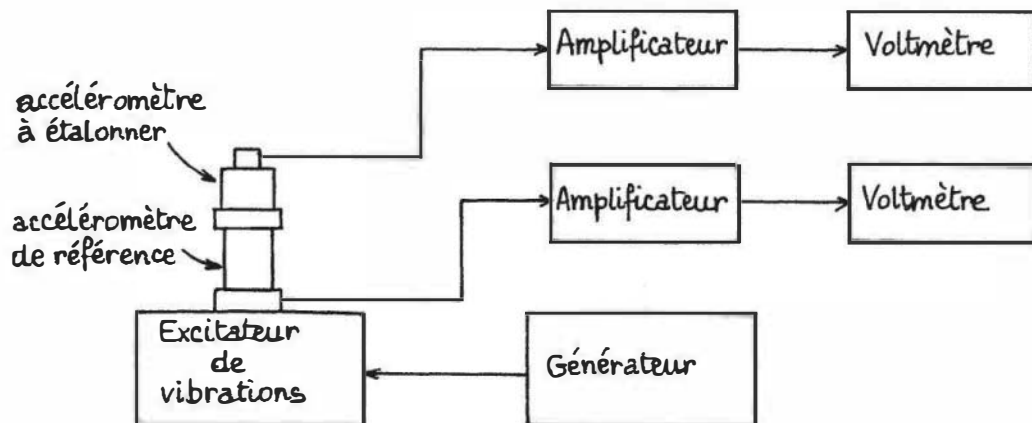 Amplificateur
Voltmètre
accéléromètre
à étalonner
Amplificateur
Voltmètre
accéléromètre
de référence
Excitateur
de
vibrations
Générateur